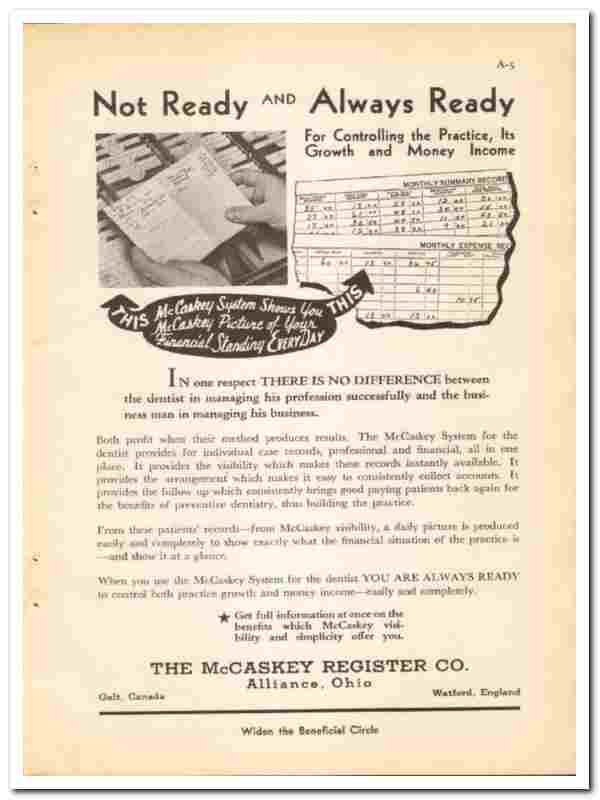 A-5
Not Ready AND Always Ready
For Controlling the Practice, Its
Growth and Money Income
MONTHLY SUMMARY RECORD
MONTHLY EXPENSE REC
THIS McCaskey System Shows You THIS
McCaskey Picture of Your
Financial Standing EVERY DAY
IN one respect THERE IS NO DIFFERENCE between
the dentist in managing his profession successfully and the busi-
ness man in managing his business.
Both profit when their method produces results. The McCaskey System for the
dentist provides for individual case records, professional and financial, all in one
place. It provides the visibility which makes these records instantly available. It
provides the arrangement which makes it easy to consistently collect accounts. It
provides the follow up which consistently brings good paying patients back again for
the benefits of preventive dentistry, thus building the practice.
From these patients' records—from McCaskey visibility, a daily picture is produced
easily and completely to show exactly what the financial situation of the practice is
—and show it at a glance.
When you use the McCaskey System for the dentist YOU ARE ALWAYS READY
to control both practice growth and money income—easily and completely.
★ Get full information at once on the
benefits which McCaskey visi-
bility and simplicity offer you.
THE McCASKEY REGISTER CO.
Alliance, Ohio
Galt, Canada
Watford, England
Widen the Beneficial Circle